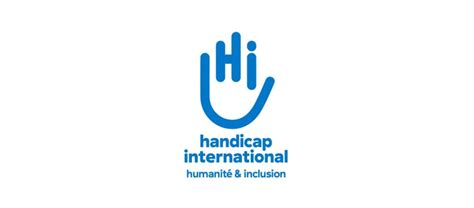 Hi
handicap
international
humanité & inclusion